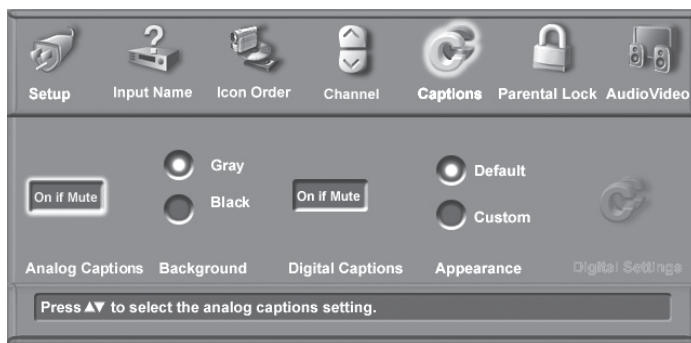 Setup Input Name Icon Order Channel Captions Parental Lock AudioVideo
On if Mute
Gray
Black
On if Mute
Default
Custom
Analog Captions Background Digital Captions Appearance Digital Settings
Press ▲▼ to select the analog captions setting.